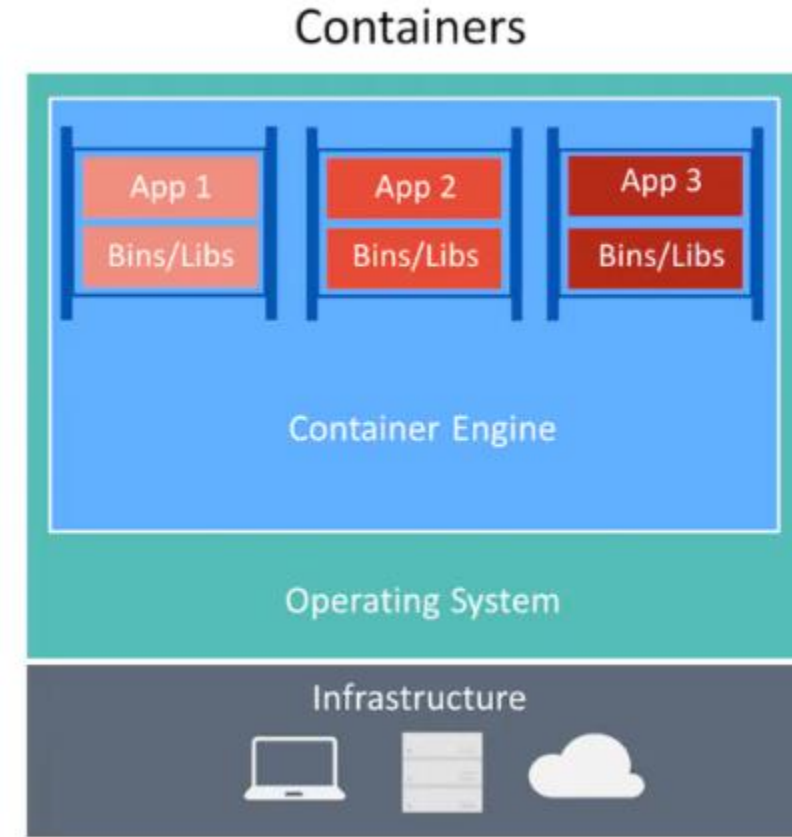 Containers
App 1
Bins/Libs
App 2
Bins/Libs
App 3
Bins/Libs
Container Engine
Operating System
Infrastructure